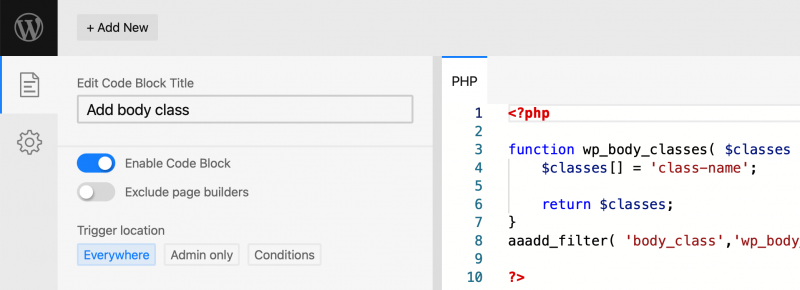 + Add New
Edit Code Block Title
Add body class
Enable Code Block
Exclude page builders
Trigger location
Everywhere Admin only Conditions
PHP
1 <?php
2
3 function wp_body_classes( $classes
4 $classes[] = 'class-name';
5
6 return $classes;
7 }
8 aaadd_filter( 'body_class','wp_body_
9
10 ?>